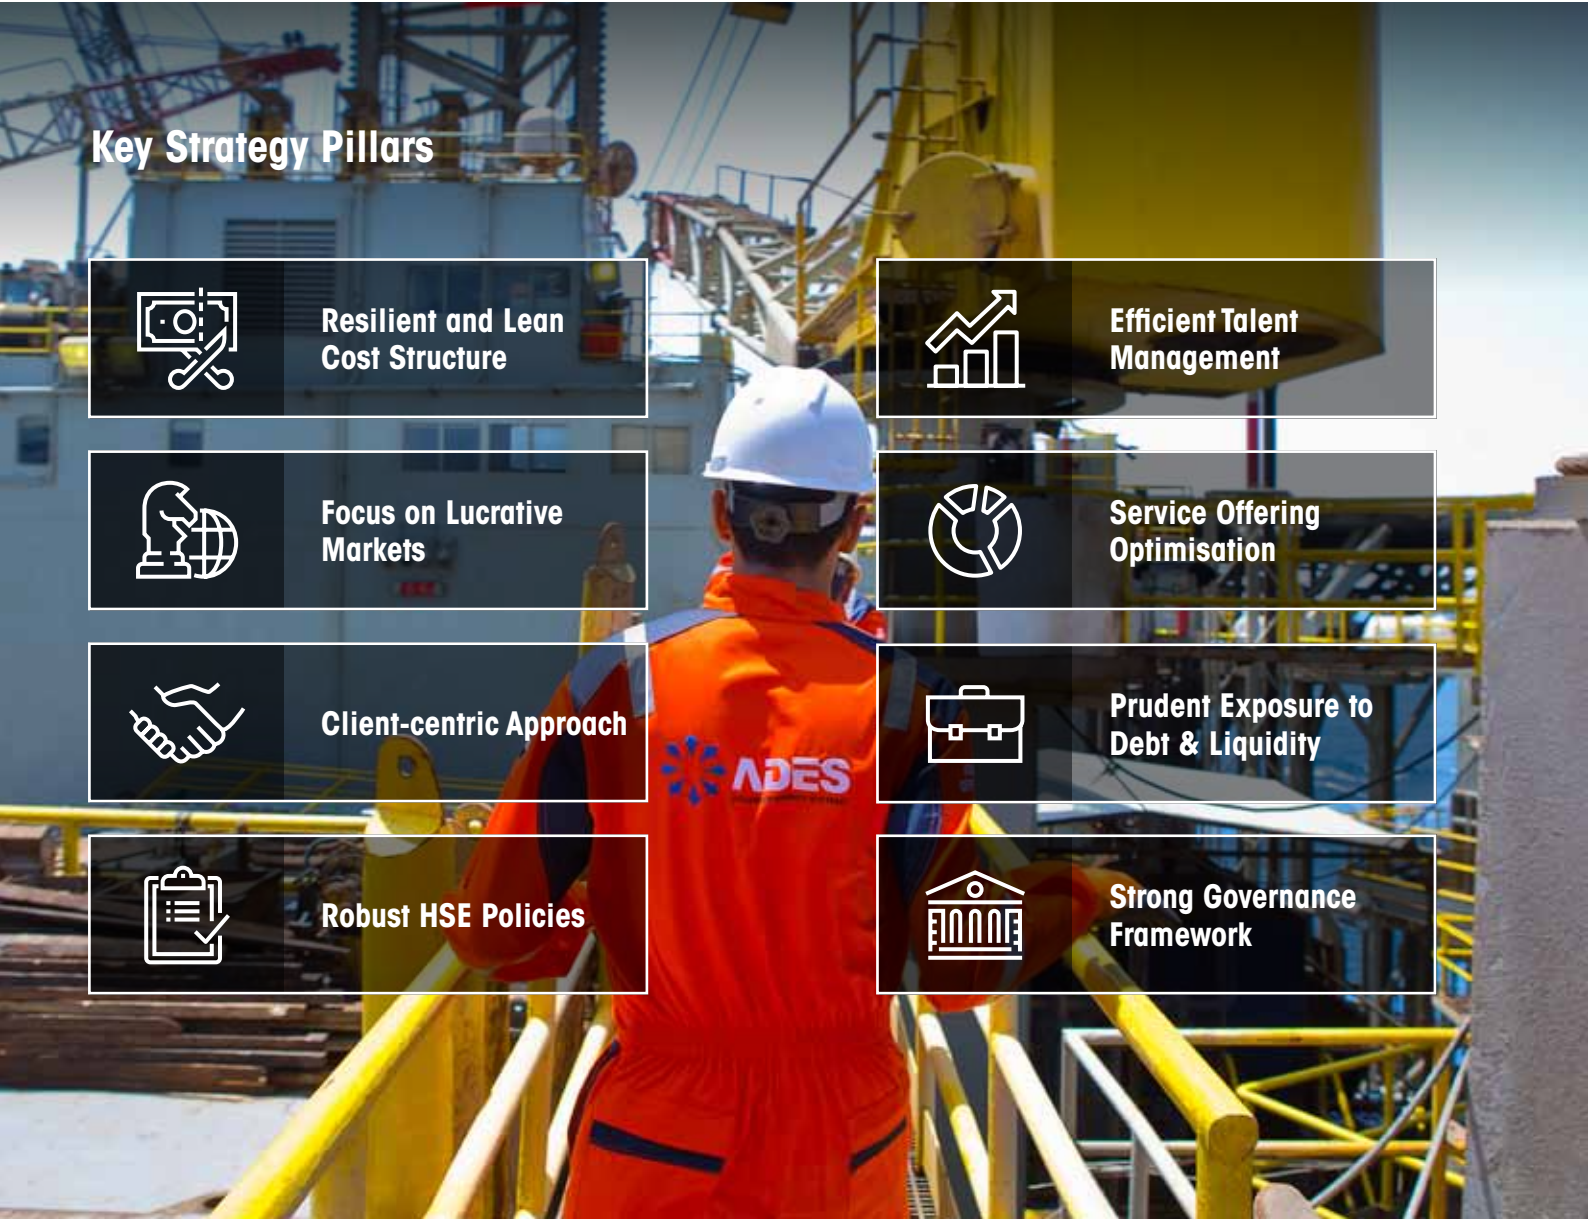 Key Strategy Pillars
Resilient and Lean
Cost Structure
Focus on Lucrative
Markets
Client-centric Approach
Robust HSE Policies
Efficient Talent
Management
Service Offering
Optimisation
Prudent Exposure to
Debt & Liquidity
Strong Governance
Framework
ADES